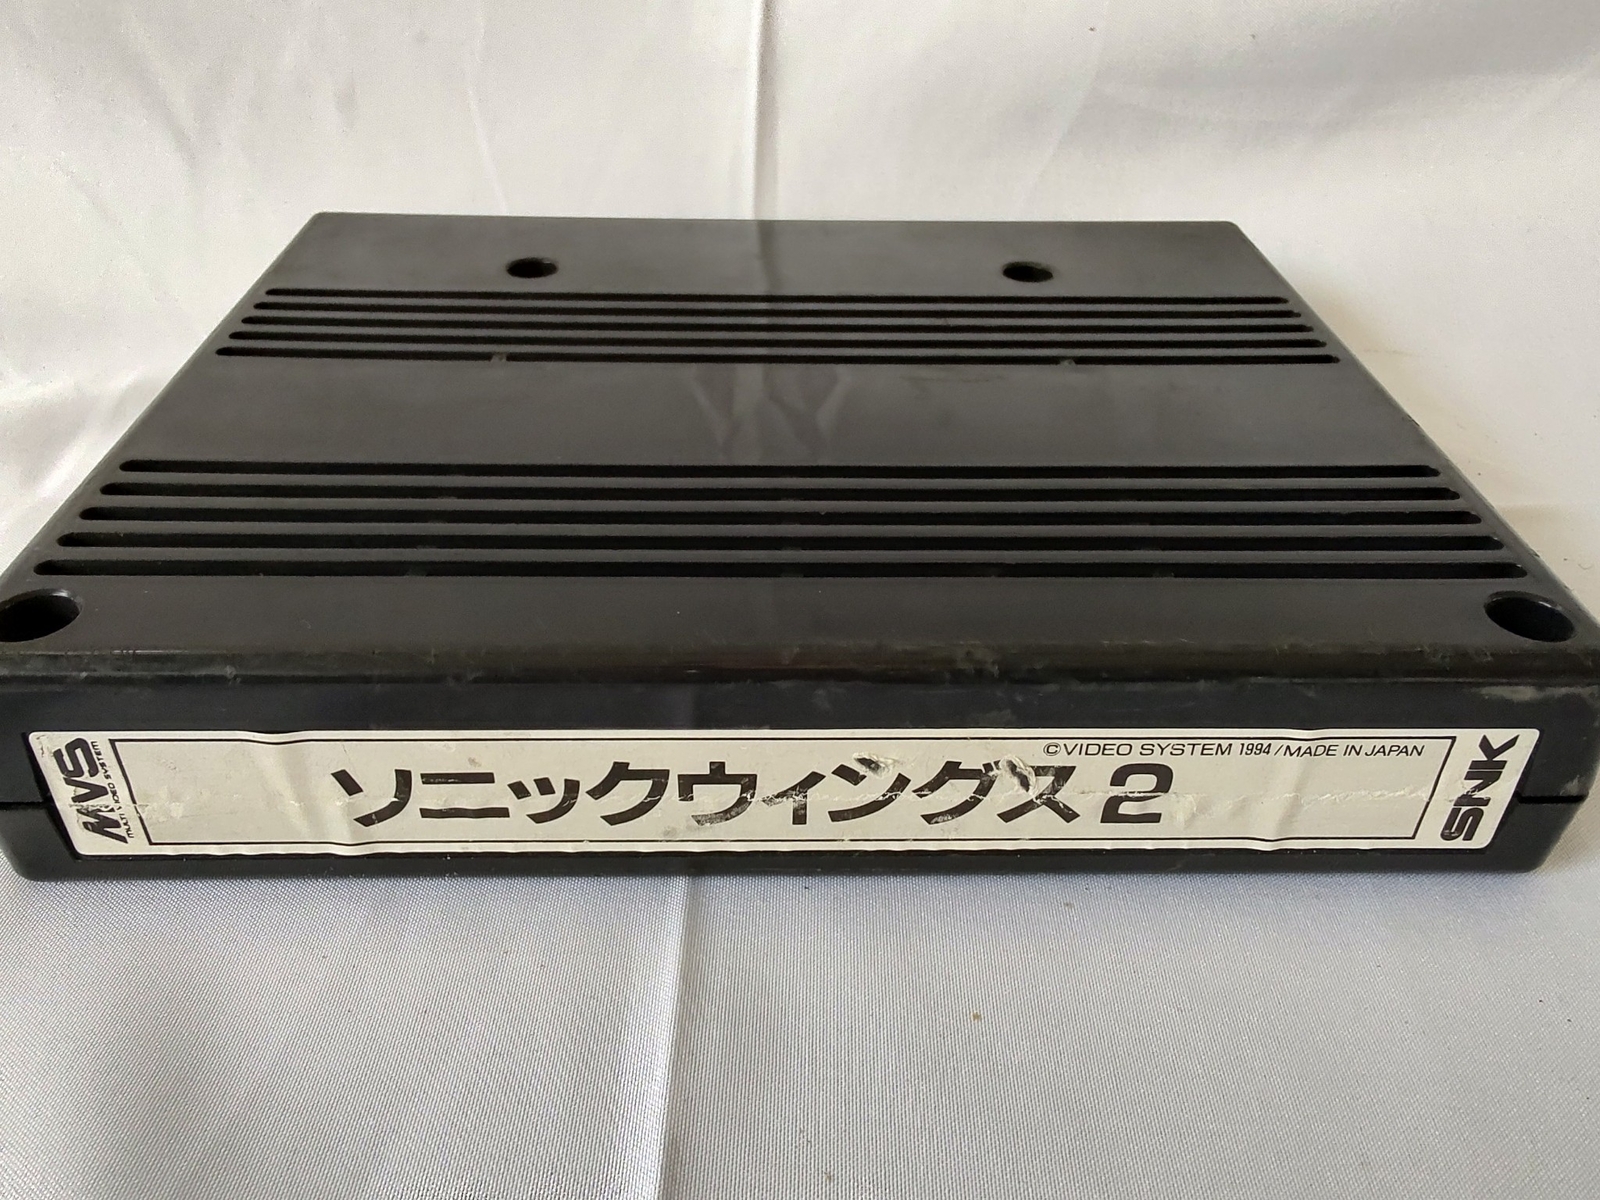 MVS
MULTI VIDEO SYSTEM
©VIDEO SYSTEM 1994/MADE IN JAPAN
ソニックウィングス2
SNK